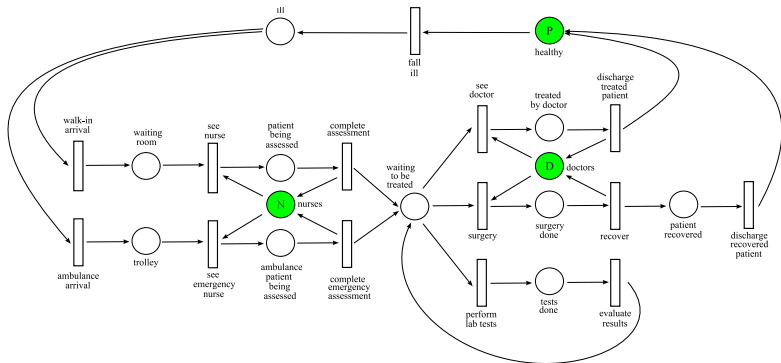 ill
P
healthy
fall
ill
walk-in
arrival
waiting
room
see
nurse
patient
being
assessed
complete
assessment
waiting
to be
treated
see
doctor
treated
by doctor
discharge
treated
patient
N
nurses
D
doctors
ambulance
arrival
trolley
see
emergency
nurse
ambulance
patient
being
assessed
complete
emergency
assessment
surgery
surgery
done
recover
patient
recovered
discharge
recovered
patient
perform
lab tests
tests
done
evaluate
results